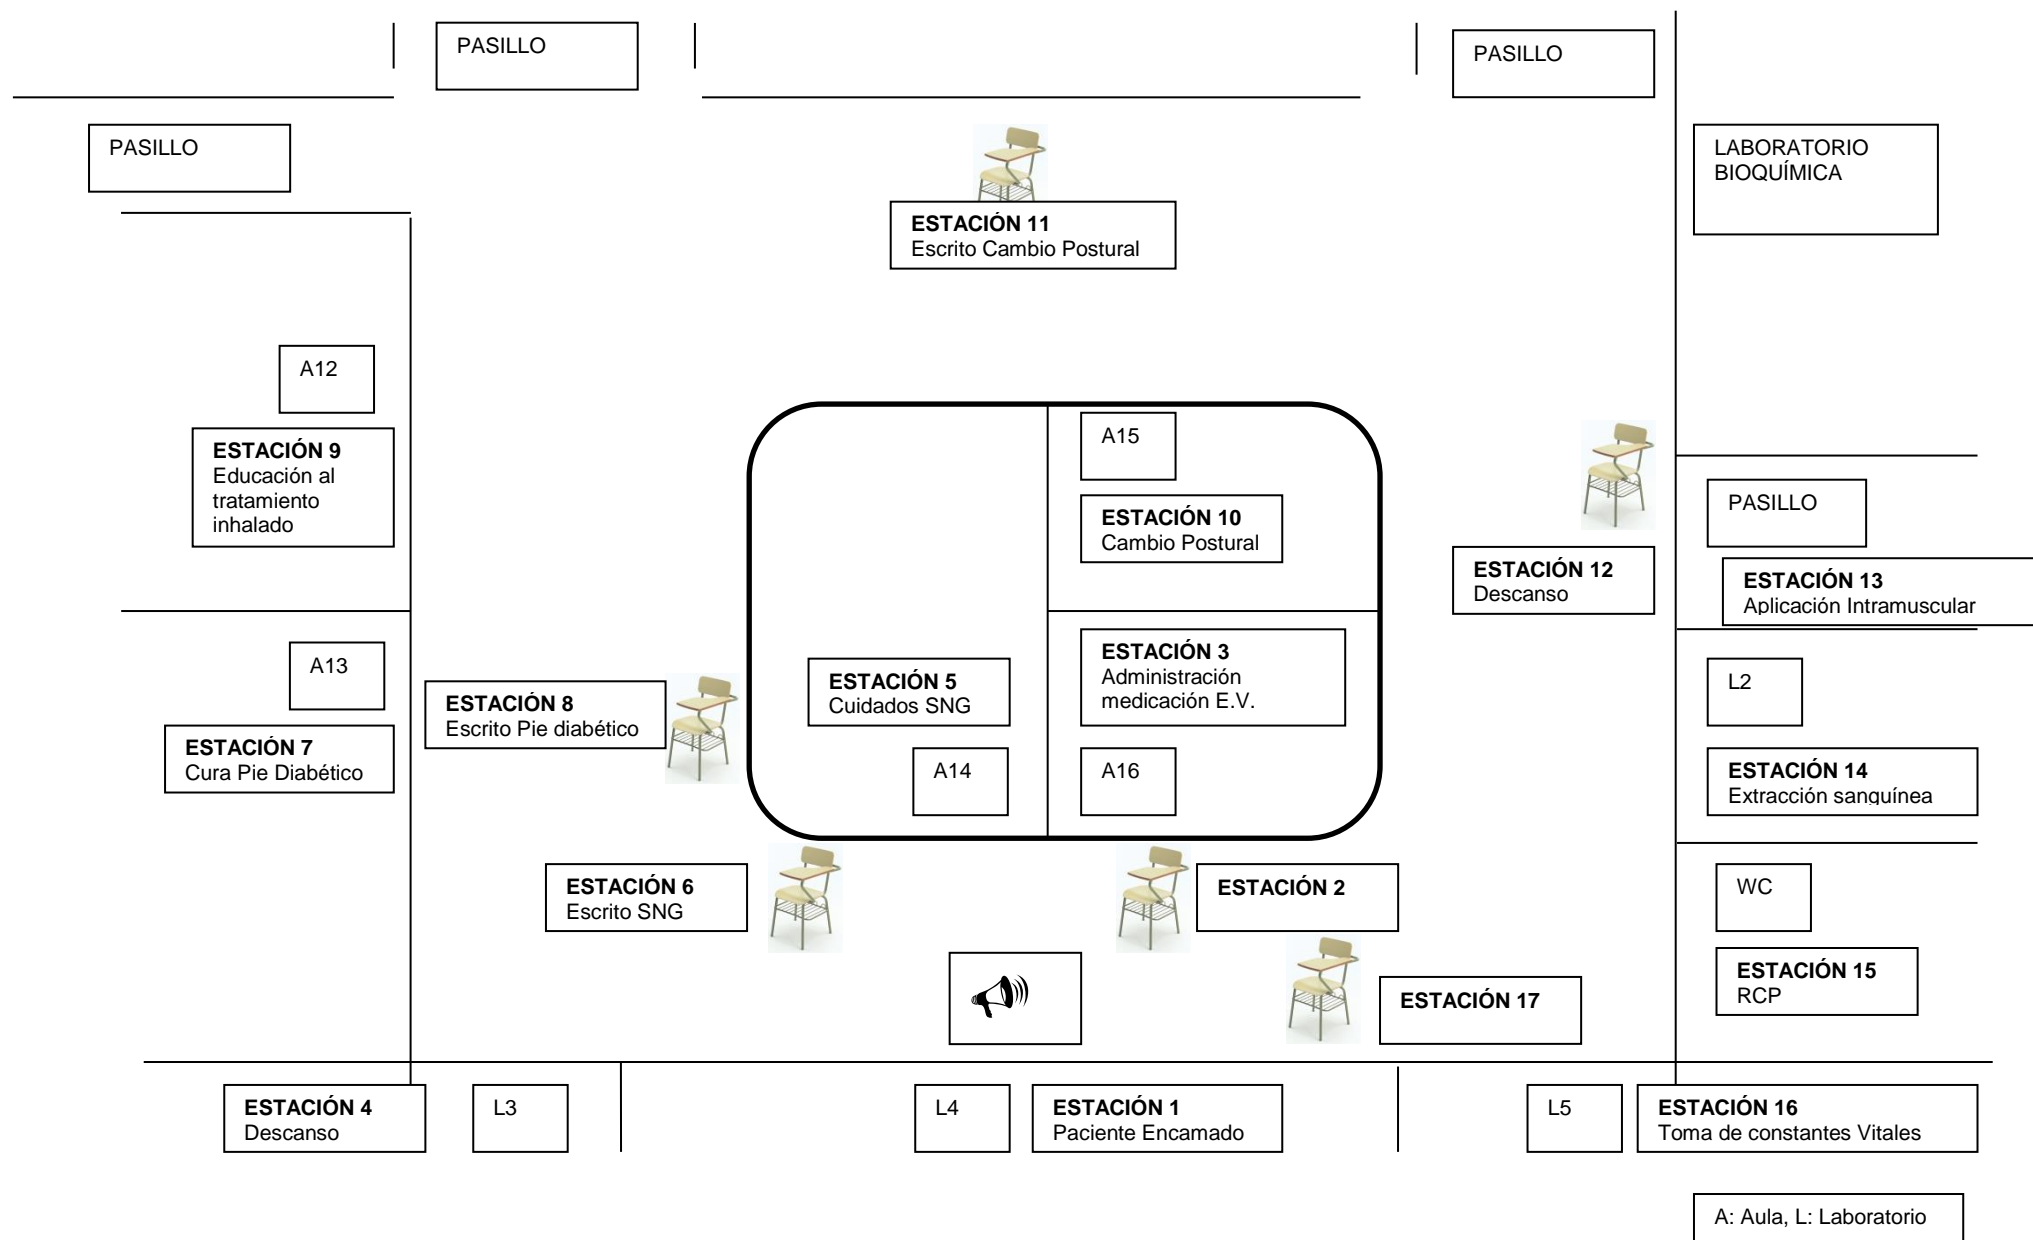 PASILLO
PASILLO
PASILLO
LABORATORIO
BIOQUÍMICA
ESTACIÓN 11
Escrito Cambio Postural
A12
ESTACIÓN 9
Educación al
tratamiento
inhalado
A15
ESTACIÓN 10
Cambio Postural
PASILLO
ESTACIÓN 12
Descanso
ESTACIÓN 13
Aplicación Intramuscular
A13
ESTACIÓN 7
Cura Pie Diabético
ESTACIÓN 8
Escrito Pie diabético
ESTACIÓN 5
Cuidados SNG
A14
ESTACIÓN 3
Administración
medicación E.V.
A16
L2
ESTACIÓN 14
Extracción sanguínea
ESTACIÓN 6
Escrito SNG
ESTACIÓN 2
WC
ESTACIÓN 15
RCP
ESTACIÓN 17
ESTACIÓN 4
Descanso
L3
L4
ESTACIÓN 1
Paciente Encamado
L5
ESTACIÓN 16
Toma de constantes Vitales
A: Aula, L: Laboratorio